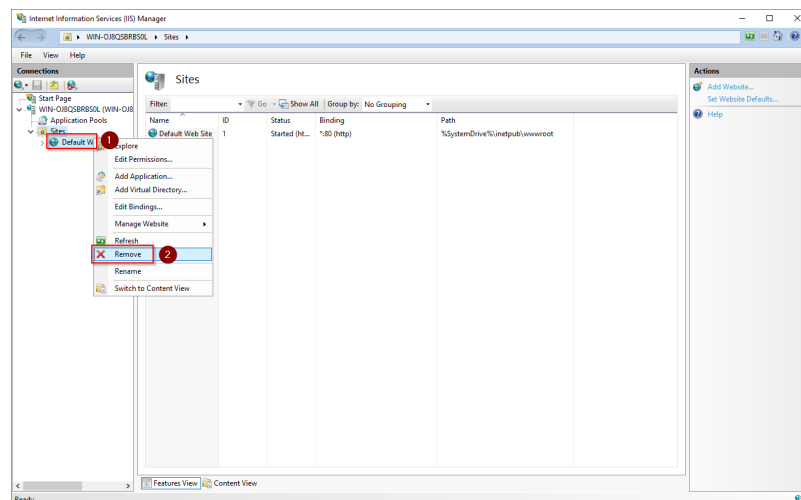 Internet Information Services (IIS) Manager
WIN-OJ8QSBRBS0L
Sites
File View Help
Connections
Start Page
WIN-OJ8QSBRBS0L (WIN-OJ8
Application Pools
Sites
Default W
1
Explore
Edit Permissions...
Add Application...
Add Virtual Directory...
Edit Bindings...
Manage Website
Refresh
Remove
2
Rename
Switch to Content View
Sites
Filter: Go Show All Group by: No Grouping
Name ID Status Binding Path
Default Web Site 1 Started (ht... *:80 (http) %SystemDrive%\inetpub\wwwroot
Features View Content View
Actions
Add Website...
Set Website Defaults...
Help
Ready